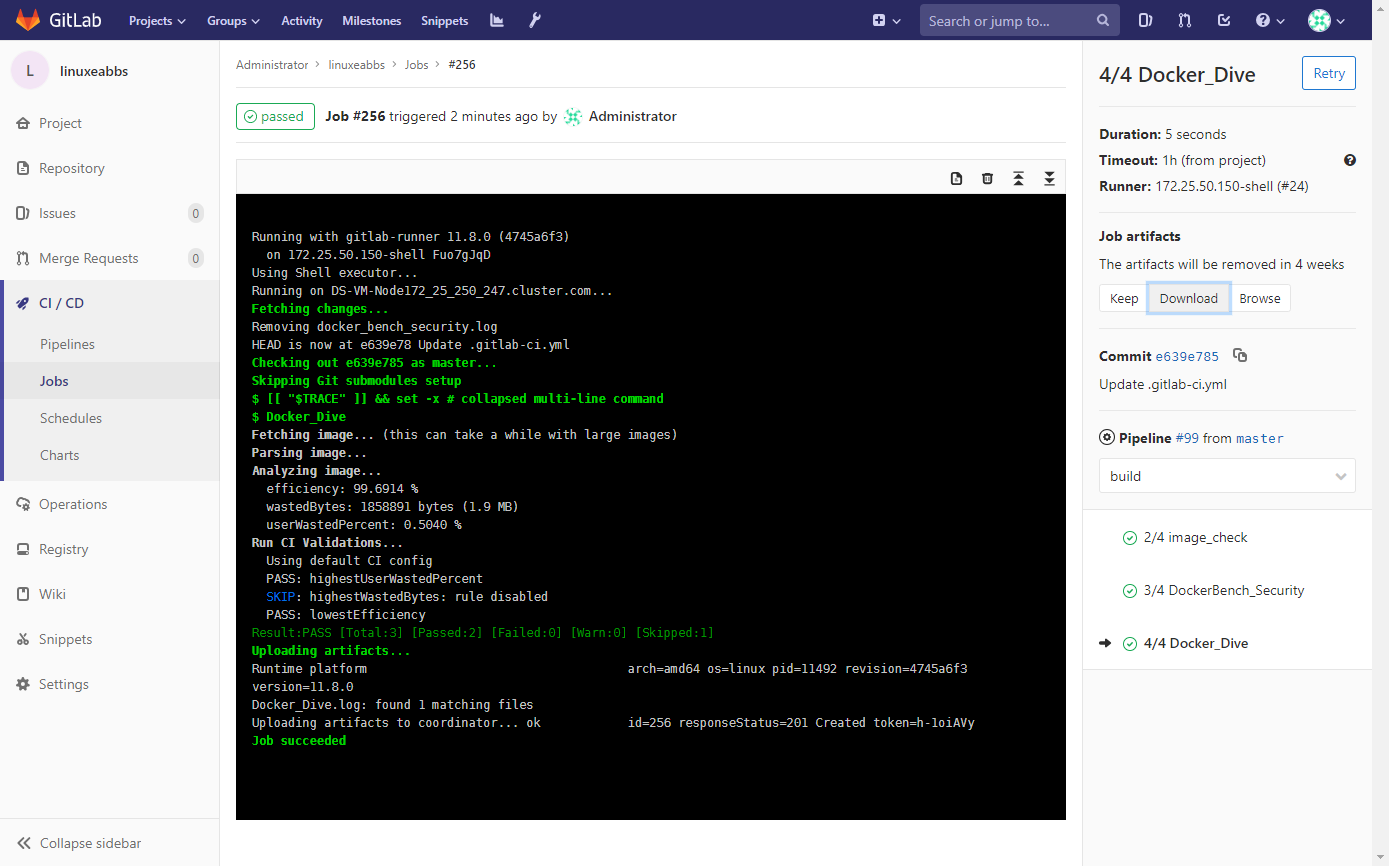 GitLab Projects Groups Activity Milestones Snippets Search or jump to...
L linuxeabbs
Project
Repository
Issues 0
Merge Requests 0
CI / CD
Pipelines
Jobs
Schedules
Charts
Operations
Registry
Wiki
Snippets
Settings
Collapse sidebar
Administrator > linuxeabbs > Jobs > #256
passed Job #256 triggered 2 minutes ago by Administrator
Running with gitlab-runner 11.8.0 (4745a6f3)
on 172.25.50.150-shell Fuo7gJqD
Using Shell executor...
Running on DS-VM-Node172_25_250_247.cluster.com...
Fetching changes...
Removing docker_bench_security.log
HEAD is now at e639e78 Update .gitlab-ci.yml
Checking out e639e785 as master...
Skipping Git submodules setup
$ [[ "$TRACE" ]] && set -x # collapsed multi-line command
$ Docker_Dive
Fetching image... (this can take a while with large images)
Parsing image...
Analyzing image...
efficiency: 99.6914 %
wastedBytes: 1858891 bytes (1.9 MB)
userWastedPercent: 0.5040 %
Run CI Validations...
Using default CI config
PASS: highestUserWastedPercent
SKIP: highestWastedBytes: rule disabled
PASS: lowestEfficiency
Result:PASS [Total:3] [Passed:2] [Failed:0] [Warn:0] [Skipped:1]
Uploading artifacts...
Runtime platform arch=amd64 os=linux pid=11492 revision=4745a6f3
version=11.8.0
Docker_Dive.log: found 1 matching files
Uploading artifacts to coordinator... ok id=256 responseStatus=201 Created token=h-1oiAVy
Job succeeded
4/4 Docker_Dive Retry
Duration: 5 seconds
Timeout: 1h (from project)
Runner: 172.25.50.150-shell (#24)
Job artifacts
The artifacts will be removed in 4 weeks
Keep Download Browse
Commit e639e785
Update .gitlab-ci.yml
Pipeline #99 from master
build
2/4 image_check
3/4 DockerBench_Security
4/4 Docker_Dive